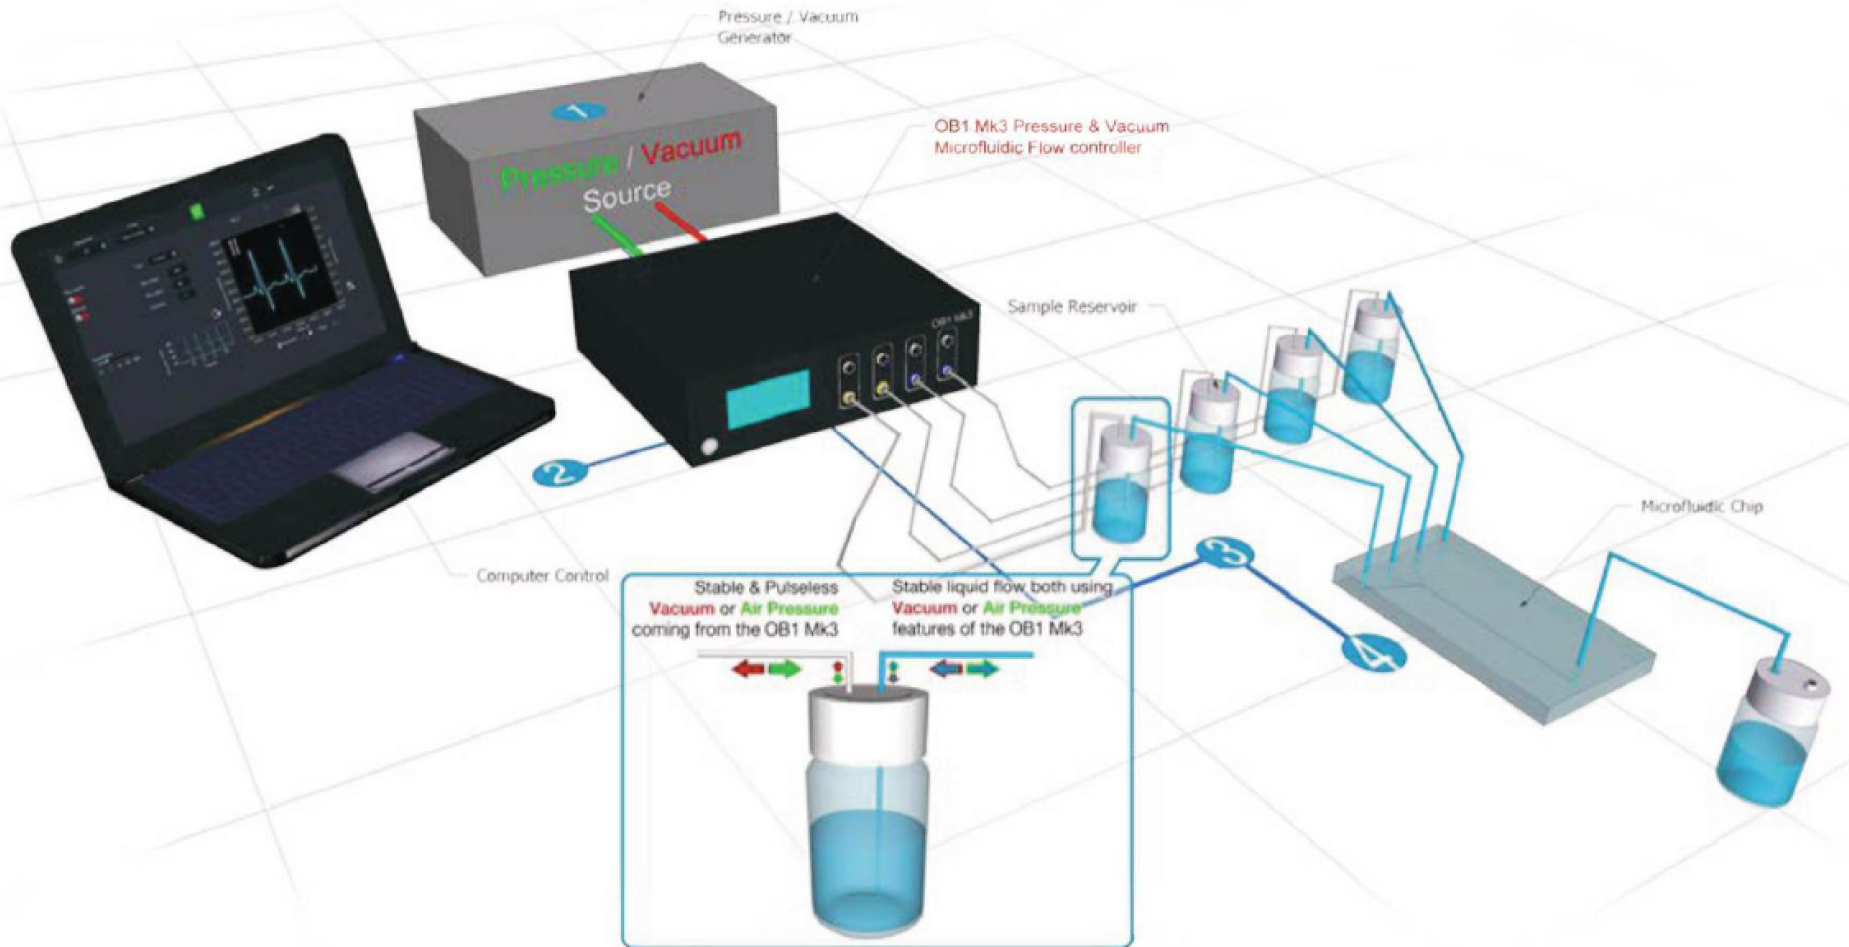 Pressure / Vacuum
Generator
1
Pressure / Vacuum
Source
OB1 Mk3 Pressure & Vacuum
Microfluidic Flow controller
OB1 Mk3
Sample Reservoir
2
Computer Control
3
4
Microfluidic Chip
Stable & Pulseless
Vacuum or Air Pressure
coming from the OB1 Mk3
Stable liquid flow both using
Vacuum or Air Pressure
features of the OB1 Mk3